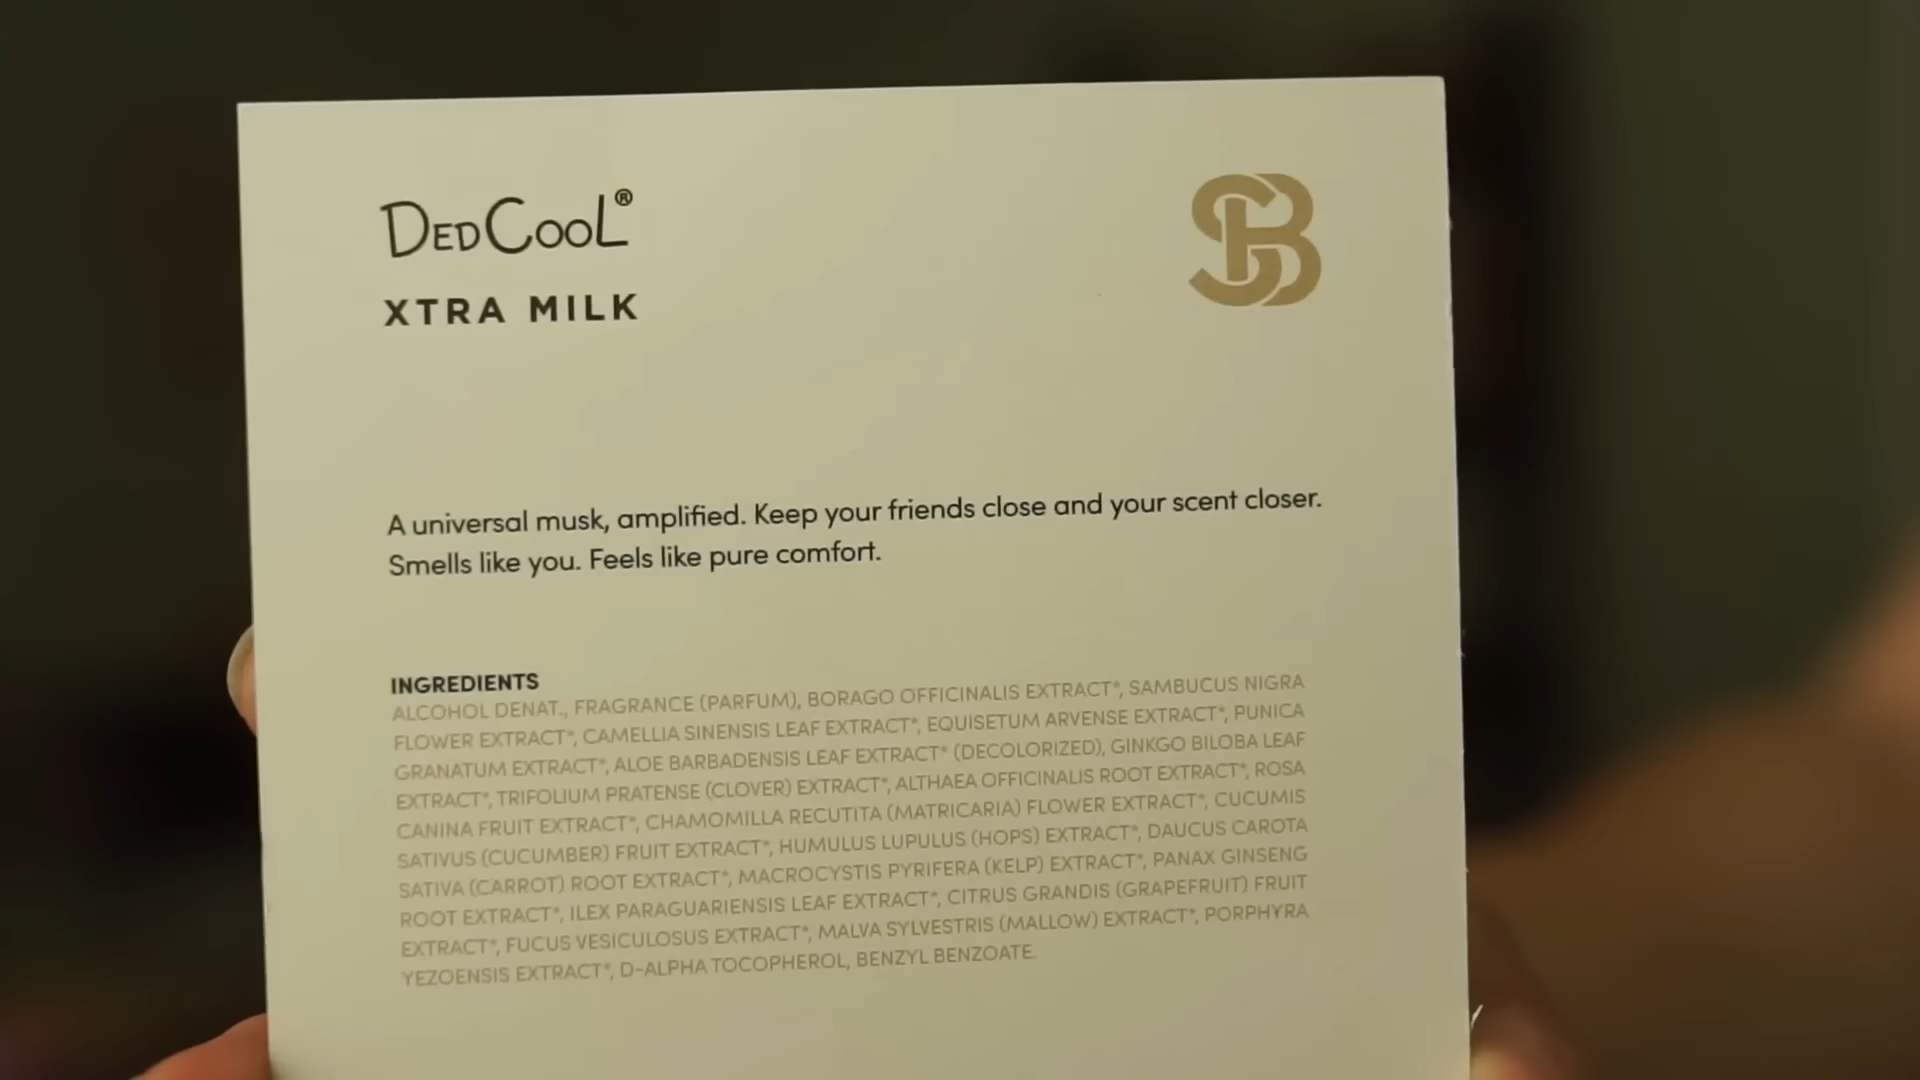 DEDCOOL®
SB
XTRA MILK
A universal musk, amplified. Keep your friends close and your scent closer.
Smells like you. Feels like pure comfort.
INGREDIENTS
ALCOHOL DENAT., FRAGRANCE (PARFUM), BORAGO OFFICINALIS EXTRACT*, SAMBUCUS NIGRA
FLOWER EXTRACT*, CAMELLIA SINENSIS LEAF EXTRACT*, EQUISETUM ARVENSE EXTRACT*, PUNICA
GRANATUM EXTRACT*, ALOE BARBADENSIS LEAF EXTRACT* (DECOLORIZED), GINKGO BILOBA LEAF
EXTRACT*, TRIFOLIUM PRATENSE (CLOVER) EXTRACT*, ALTHAEA OFFICINALIS ROOT EXTRACT*, ROSA
CANINA FRUIT EXTRACT*, CHAMOMILLA RECUTITA (MATRICARIA) FLOWER EXTRACT*, CUCUMIS
SATIVUS (CUCUMBER) FRUIT EXTRACT*, HUMULUS LUPULUS (HOPS) EXTRACT*, DAUCUS CAROTA
SATIVA (CARROT) ROOT EXTRACT*, MACROCYSTIS PYRIFERA (KELP) EXTRACT*, PANAX GINSENG
ROOT EXTRACT*, ILEX PARAGUARIENSIS LEAF EXTRACT*, CITRUS GRANDIS (GRAPEFRUIT) FRUIT
EXTRACT*, FUCUS VESICULOSUS EXTRACT*, MALVA SYLVESTRIS (MALLOW) EXTRACT*, PORPHYRA
YEZOENSIS EXTRACT*, D-ALPHA TOCOPHEROL, BENZYL BENZOATE.